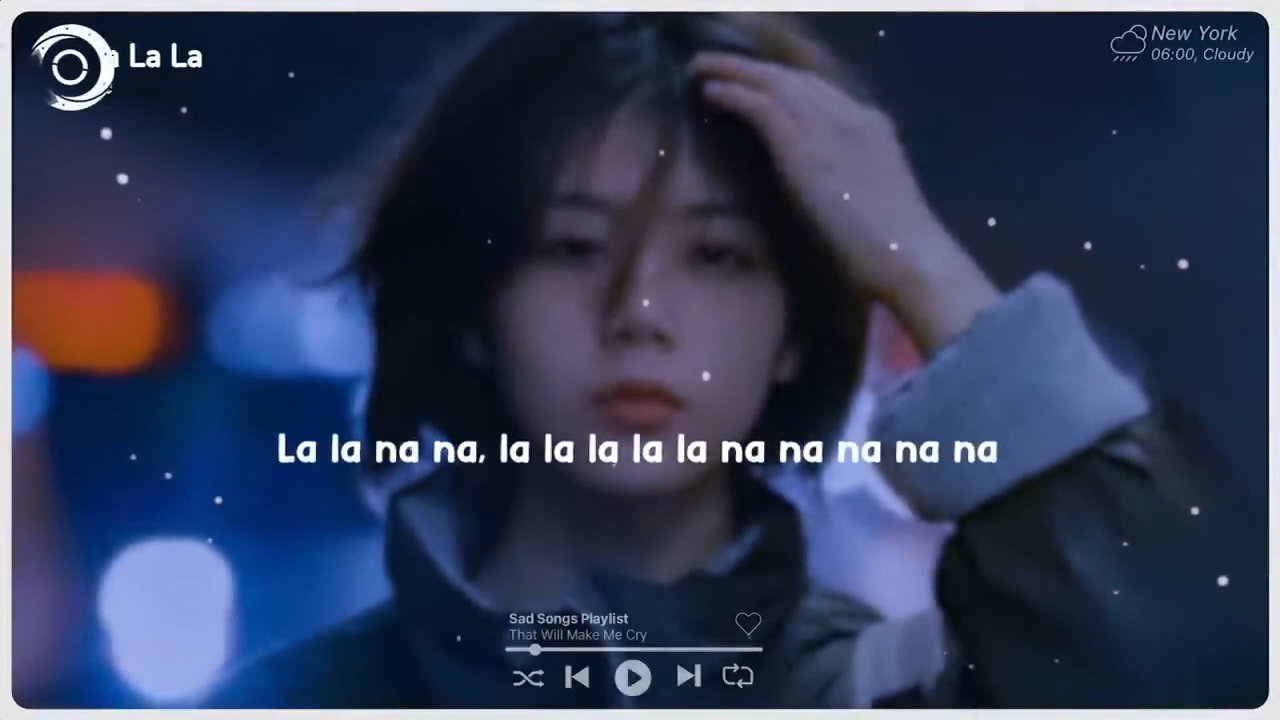 La La
New York
06:00, Cloudy
La la na na, la la la la la na na na na na
Sad Songs Playlist
That Will Make Me Cry